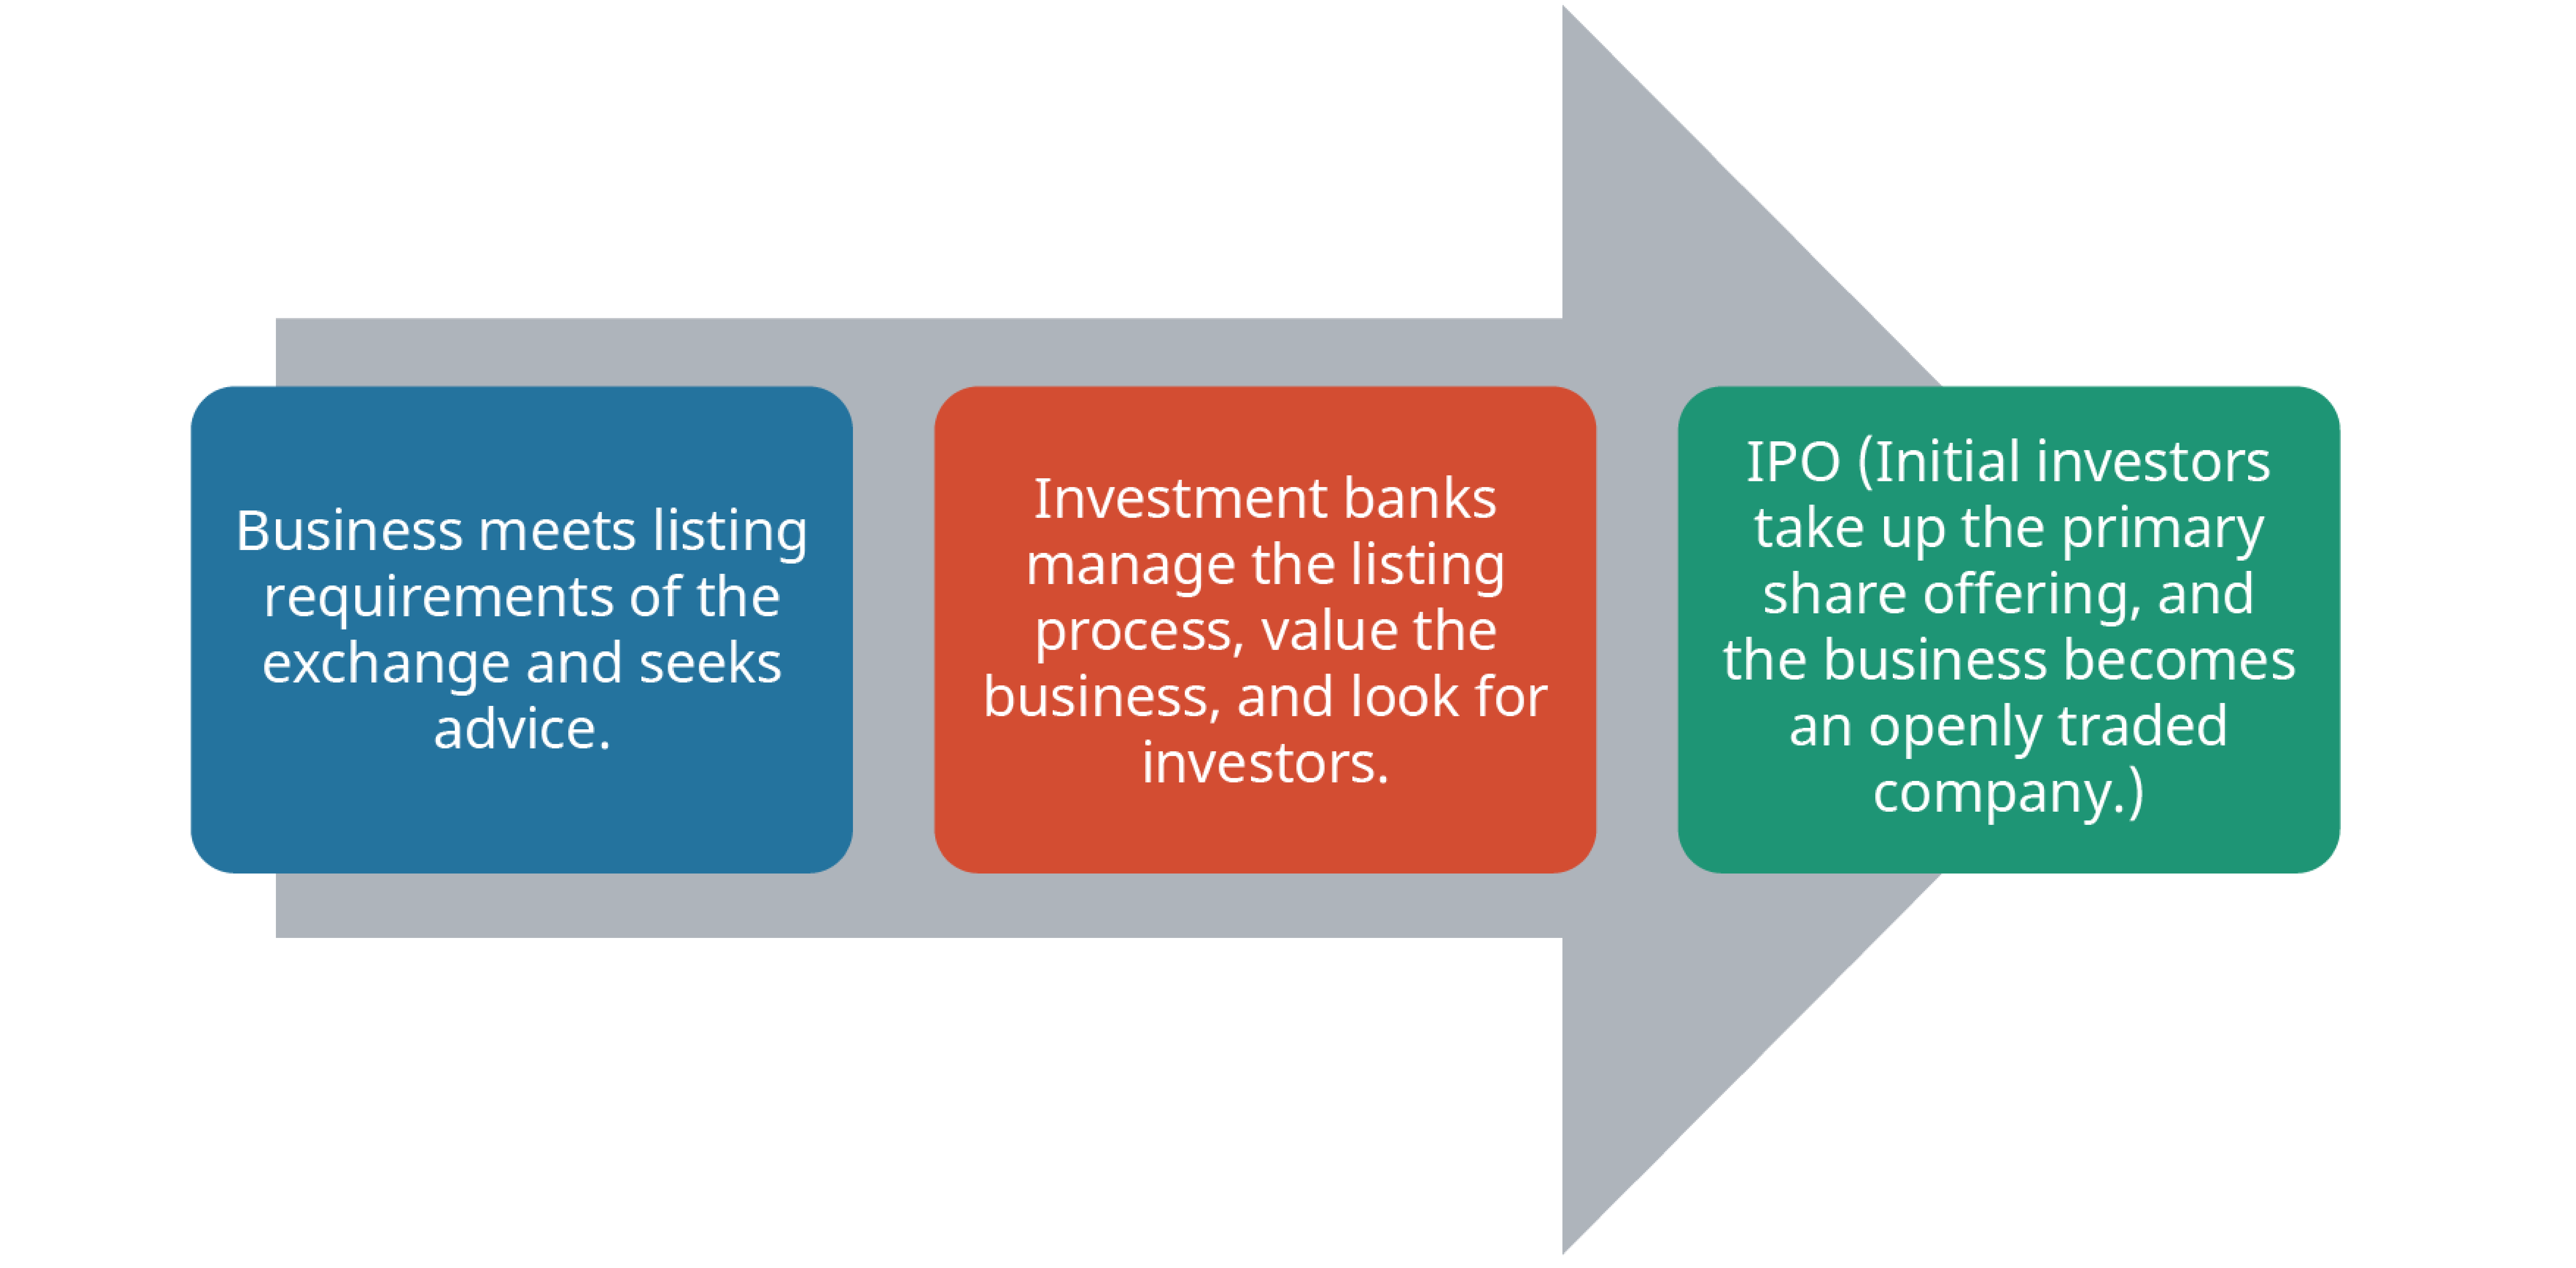 Business meets listing
requirements of the
exchange and seeks
advice.
Investment banks
manage the listing
process, value the
business, and look for
investors.
IPO (Initial investors
take up the primary
share offering, and
the business becomes
an openly traded
company.)